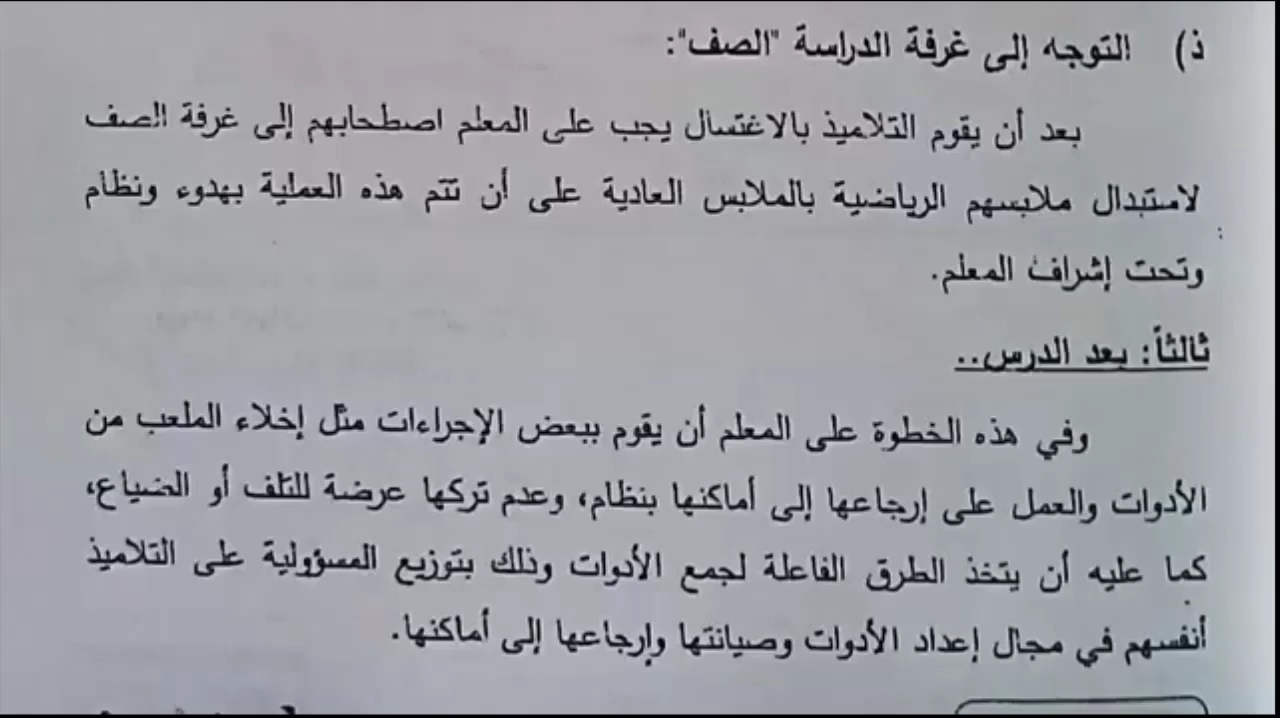 ذ) التوجه إلى غرفة الدراسة "الصف":
بعد أن يقوم التلاميذ بالاغتسال يجب على المعلم اصطحابهم إلى غرفة الصف
لاستبدال ملابسهم الرياضية بالملابس العادية على أن تتم هذه العملية بهدوء ونظام
وتحت إشراف المعلم.
ثالثاً: بعد الدرس..
وفي هذه الخطوة على المعلم أن يقوم ببعض الإجراءات مثل إخلاء الملعب من
الأدوات والعمل على إرجاعها إلى أماكنها بنظام، وعدم تركها عرضة للتلف أو الضياع،
كما عليه أن يتخذ الطرق الفاعلة لجمع الأدوات وذلك بتوزيع المسؤولية على التلاميذ
أنفسهم في مجال إعداد الأدوات وصيانتها وإرجاعها إلى أماكنها.